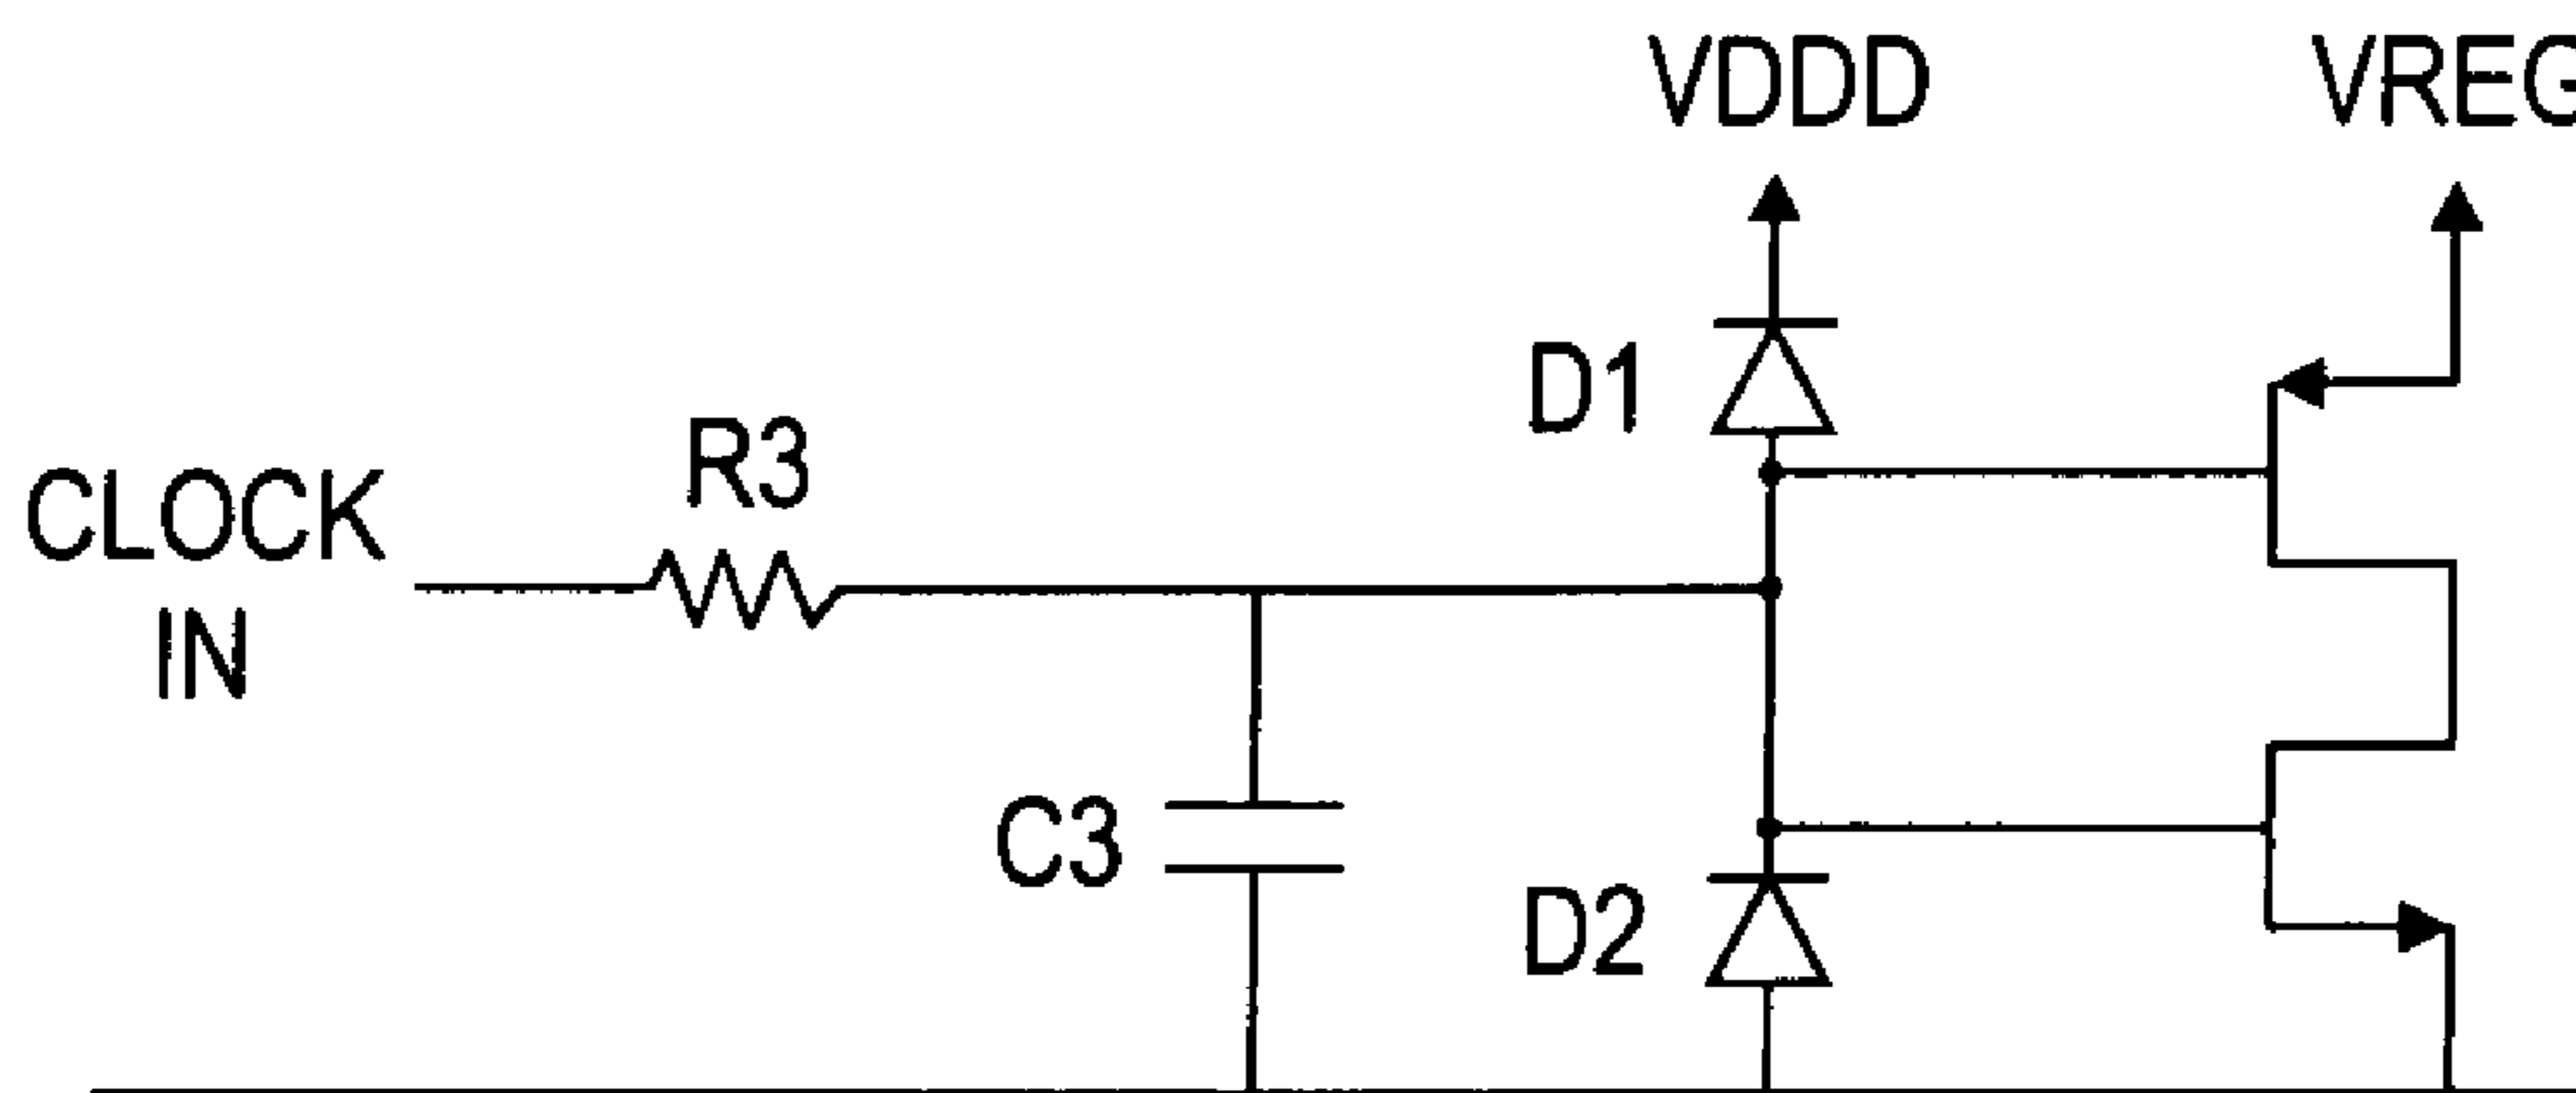 VDDD
VREG
D1
R3
CLOCK
IN
C3
D2